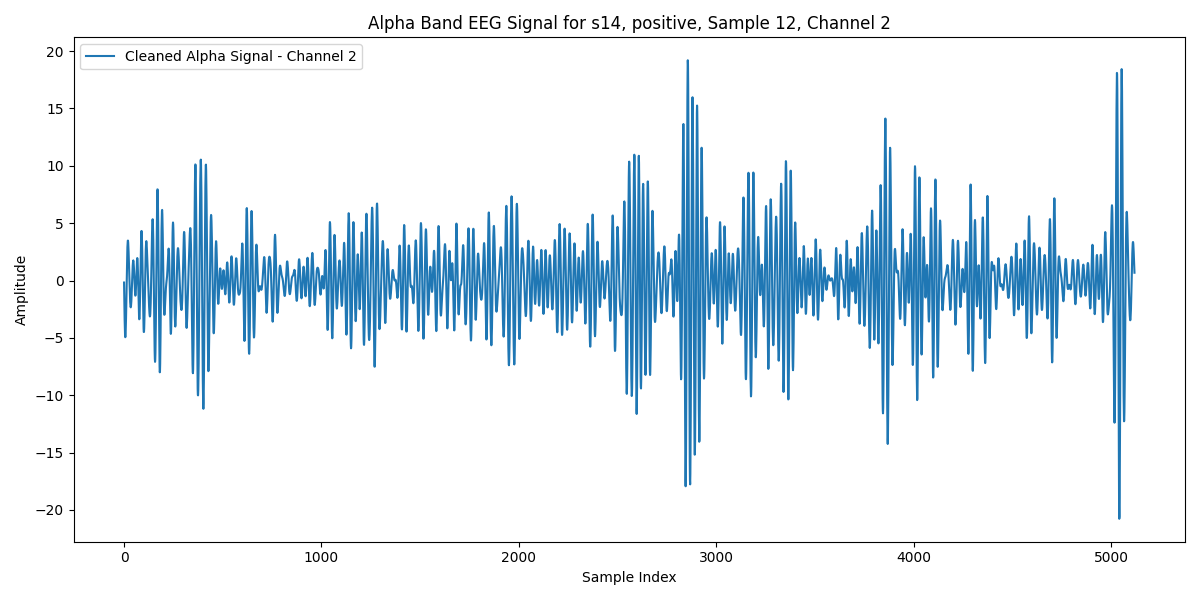 Alpha Band EEG Signal for s14, positive, Sample 12, Channel 2
Cleaned Alpha Signal - Channel 2
20
15
10
5
0
−5
−10
−15
−20
Amplitude
0 1000 2000 3000 4000 5000
Sample Index